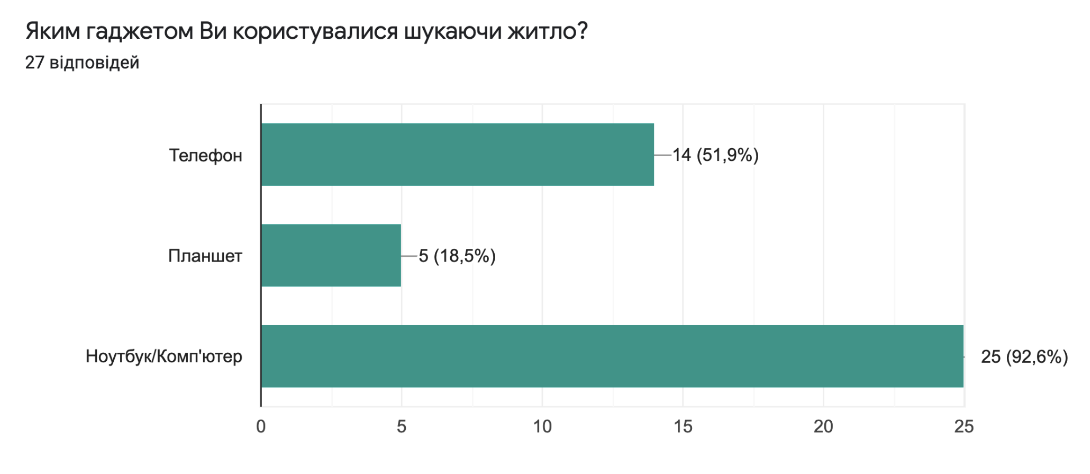 Яким гаджетом Ви користувалися шукаючи житло?
27 відповідей
Телефон
14 (51,9%)
Планшет
5 (18,5%)
Ноутбук/Комп'ютер
25 (92,6%)
0 5 10 15 20 25